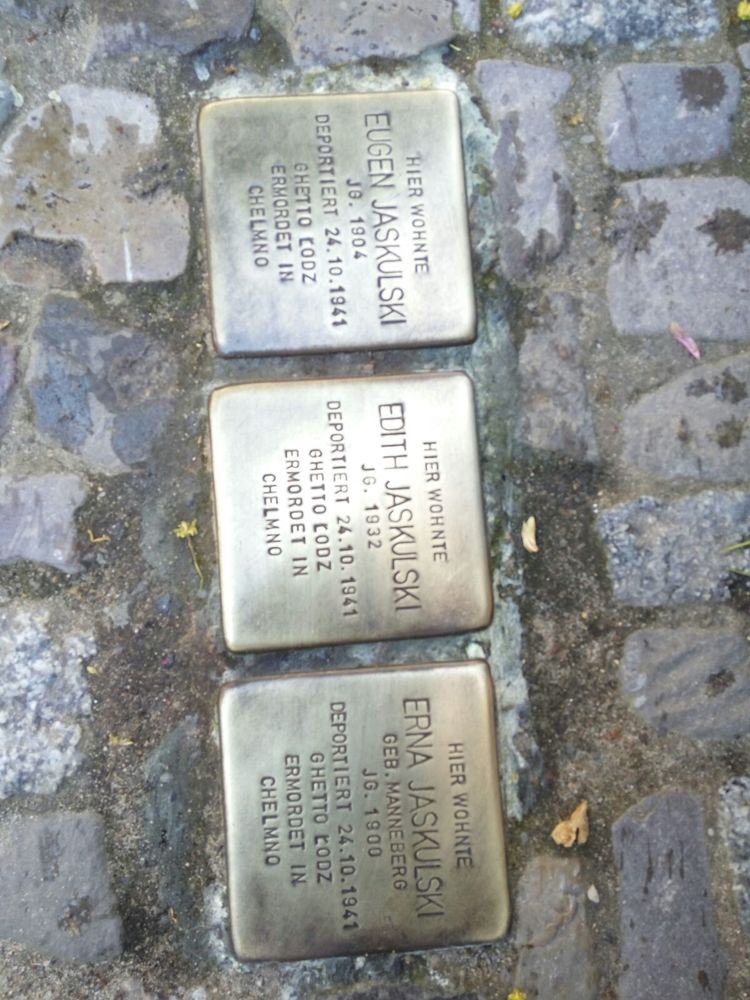 HIER WOHNTE
EUGEN JASKULSKI
JG. 1904
DEPORTIERT 24.10.1941
GHETTO ŁODZ
ERMORDET IN
CHELMNO
HIER WOHNTE
EDITH JASKULSKI
JG. 1932
DEPORTIERT 24.10.1941
GHETTO ŁODZ
ERMORDET IN
CHELMNO
HIER WOHNTE
ERNA JASKULSKI
GEB. MANNEBERG
JG. 1900
DEPORTIERT 24.10.1941
GHETTO ŁODZ
ERMORDET IN
CHELMNO